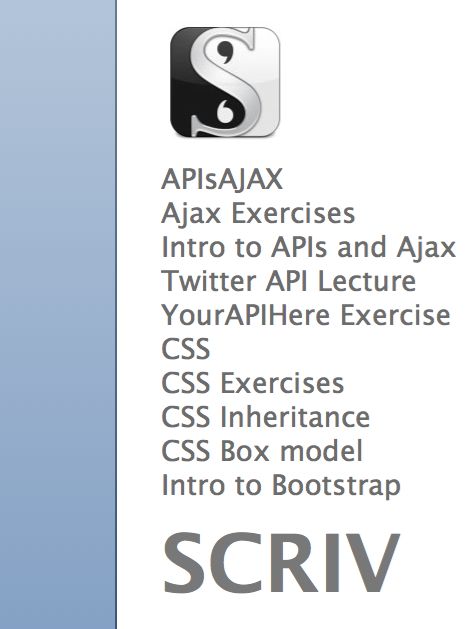 APIsAJAX
Ajax Exercises
Intro to APIs and Ajax
Twitter API Lecture
YourAPIHere Exercise
CSS
CSS Exercises
CSS Inheritance
CSS Box model
Intro to Bootstrap
SCRIV